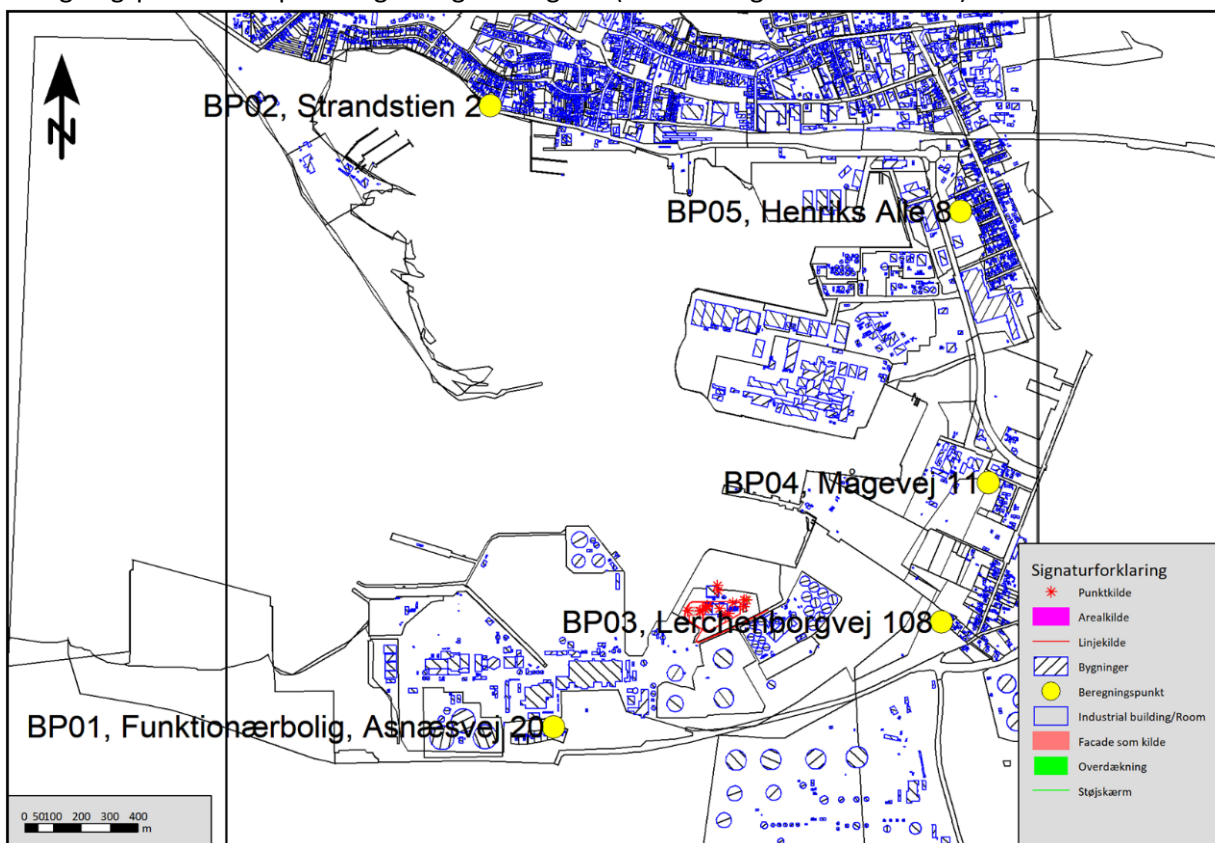 N
BP02, Strandstien 2
BP05, Henriks Alle 8
BP04, Mågevej 11
BP03, Lerchenborgvej 108
BP01, Funktionærbolig, Asnæsvej 20
Signaturforklaring
Punktkilde
Arealkilde
Linjekilde
Bygninger
Beregningspunkt
Industrial building/Room
Facade som kilde
Overdækning
Støjskærm
0 50100 200 300 400
m